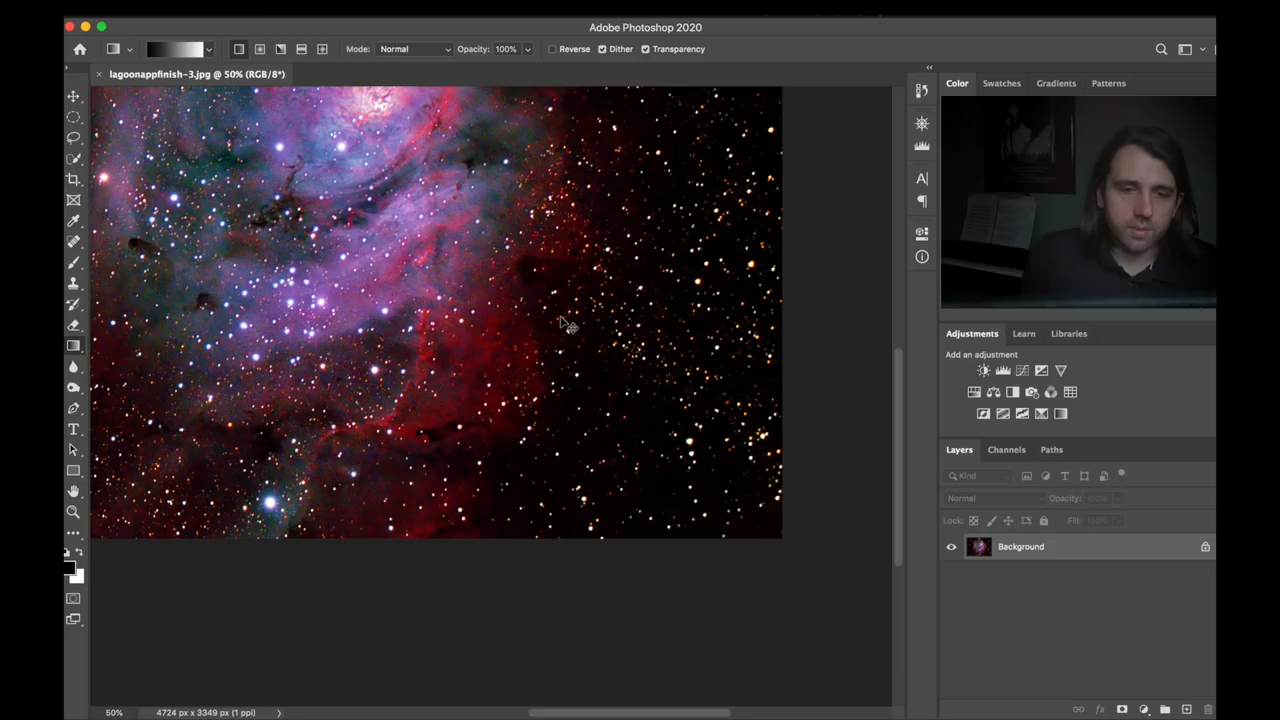 Adobe Photoshop 2020
Mode: Normal Opacity: 100% Reverse Dither Transparency
× lagoonappfinish-3.jpg @ 50% (RGB/8*)
Color Swatches Gradients Patterns
Adjustments Learn Libraries
Add an adjustment
Layers Channels Paths
Kind
Normal Opacity: 100%
Lock: Fill: 100%
Background
50% 4724 px x 3349 px (1 ppi)